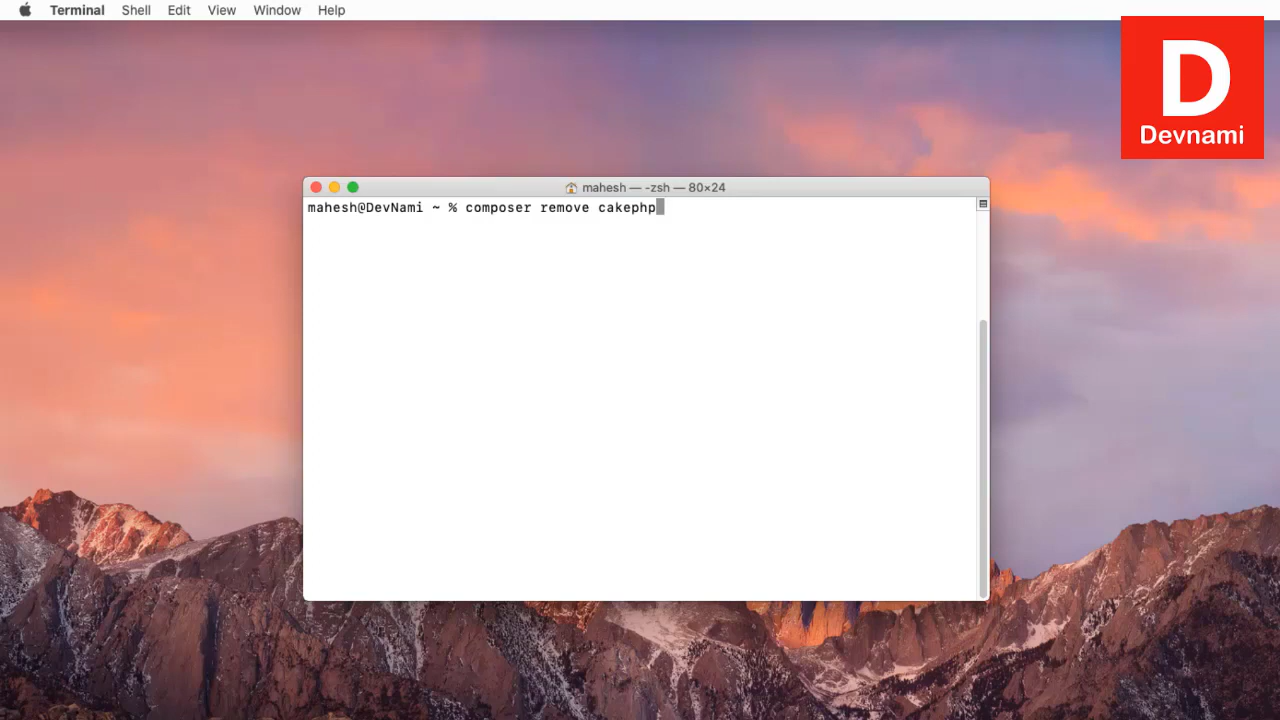 Terminal Shell Edit View Window Help
D
Devnami
mahesh — -zsh — 80×24
mahesh@DevNami ~ % composer remove cakephp